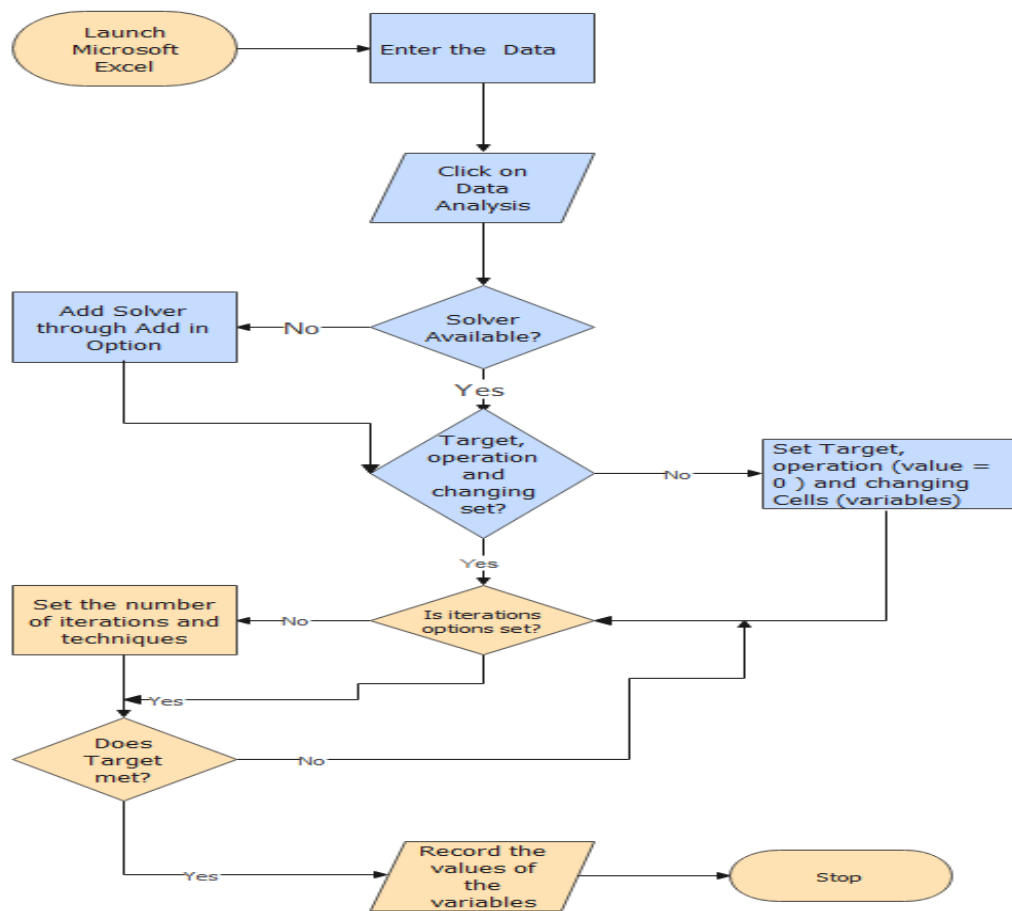 Launch
Microsoft
Excel
Enter the Data
Click on
Data
Analysis
Add Solver
through Add in
Option
No
Solver
Available?
Yes
Target,
operation
and
changing
set?
No
Set Target,
operation (value =
0 ) and changing
Cells (variables)
Yes
Set the number
of iterations and
techniques
No
Is iterations
options set?
Yes
Does
Target
met?
No
Yes
Record the
values of
the
variables
Stop